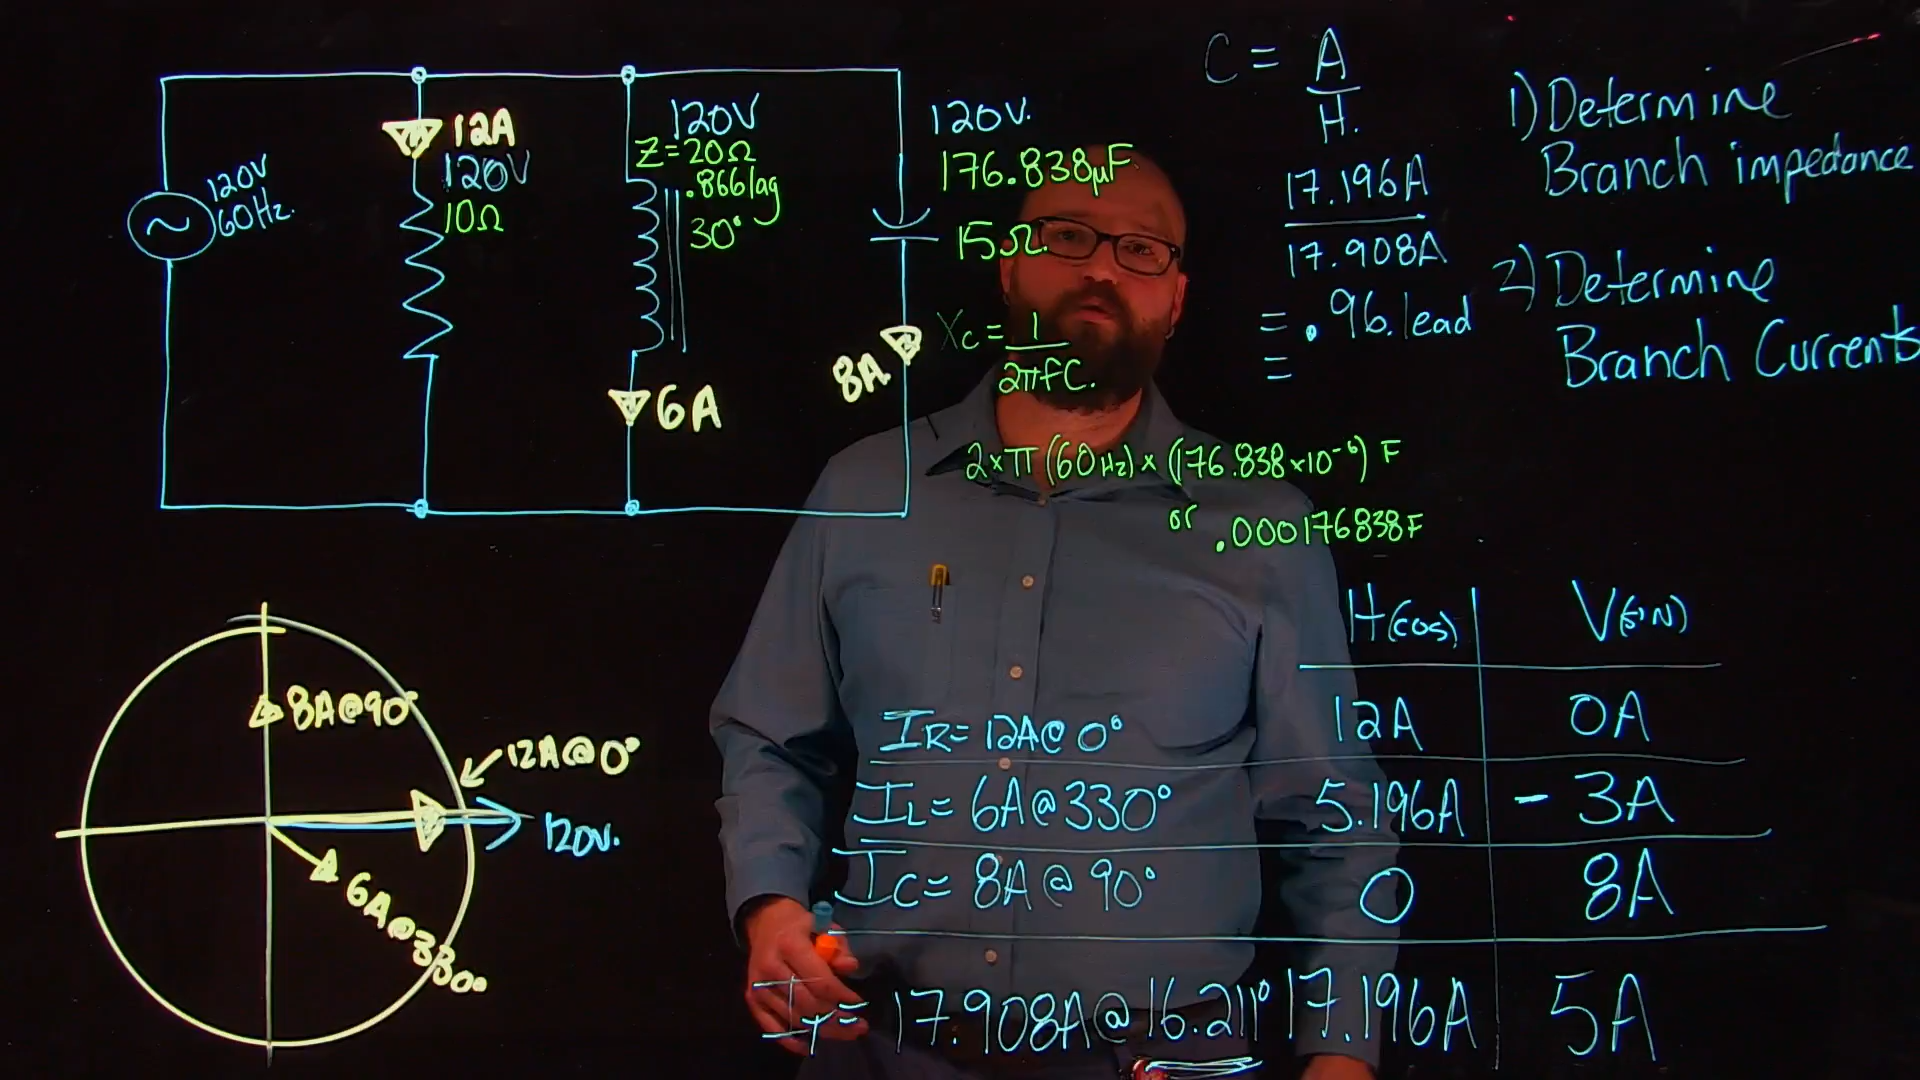 120V
60Hz.
12A
120V
10Ω
120V
Z=20Ω
.866lag
30°
6A
120V.
176.838μF
15Ω.
8A
Xc = 1
2πfC.
2×π(60Hz)×(176.838×10⁻⁶) F
or
.000176838F
C = A
H.
17.196A
17.908A
= .96.lead
=
1) Determine
Branch impedance
2) Determine
Branch Currents
8A@90°
12A@0°
120V.
6A@330°
H(cos) V(SIN)
IR= 12A@0° 12A 0A
IL= 6A@330° 5.196A -3A
IC= 8A@90° 0 8A
IT= 17.908A@16.211° 17.196A 5A